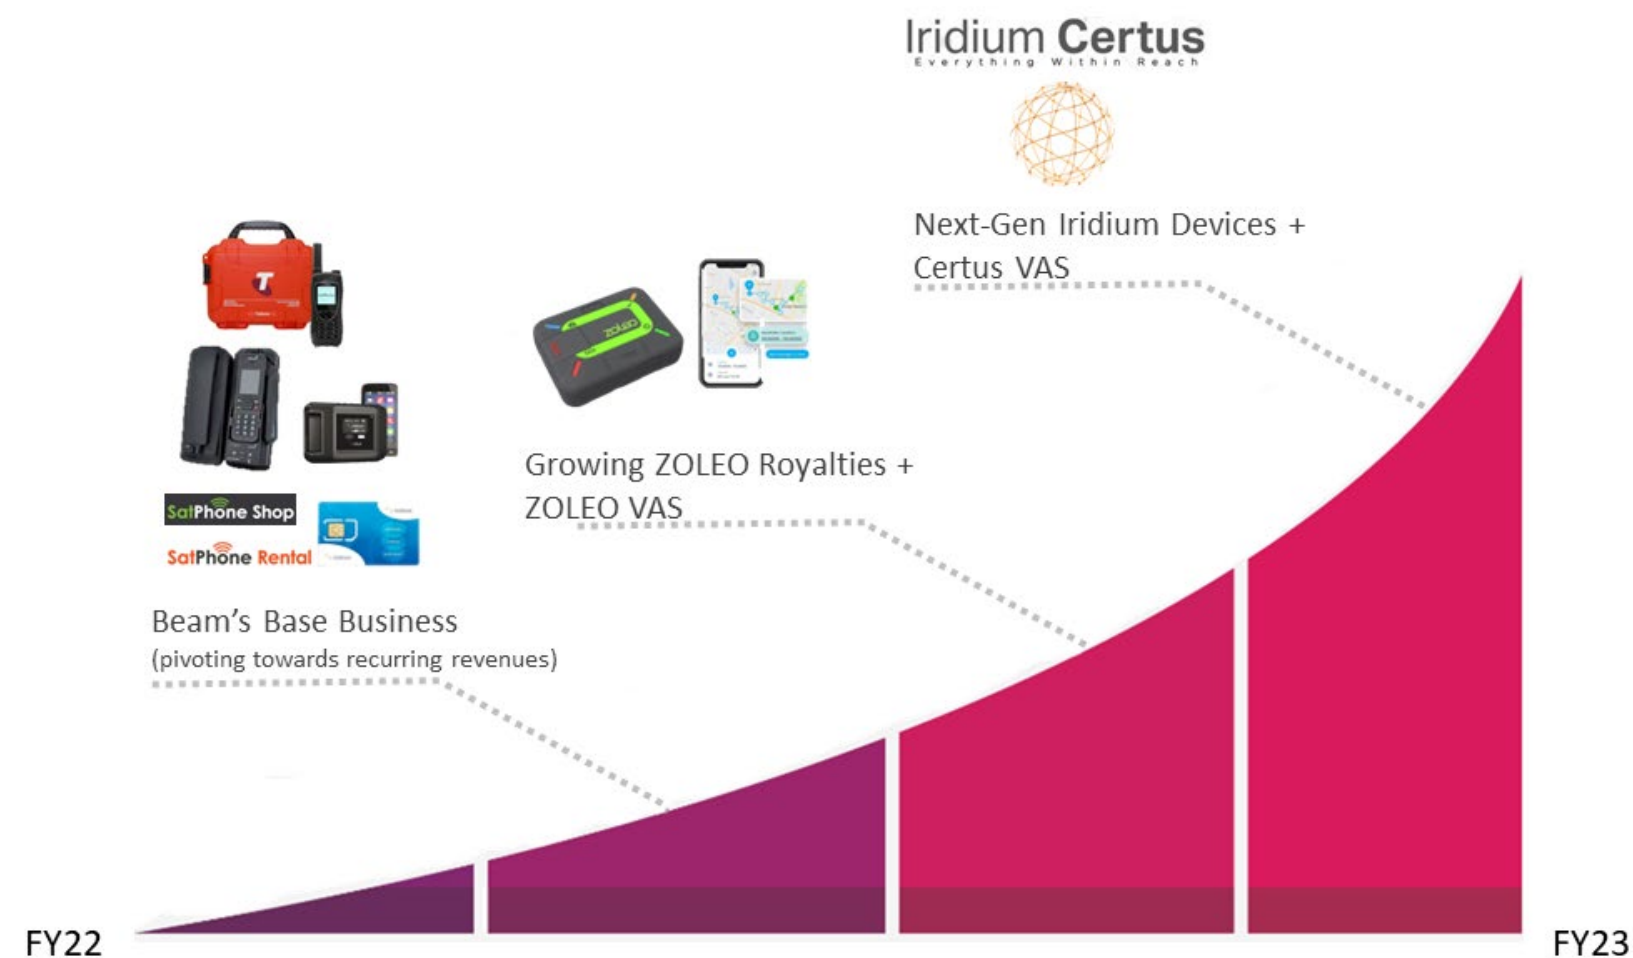 Iridium Certus
Everything Within Reach
Next-Gen Iridium Devices +
Certus VAS
T
zoleo
Growing ZOLEO Royalties +
ZOLEO VAS
SatPhone Shop
SatPhone Rental
Beam’s Base Business
(pivoting towards recurring revenues)
FY22
FY23